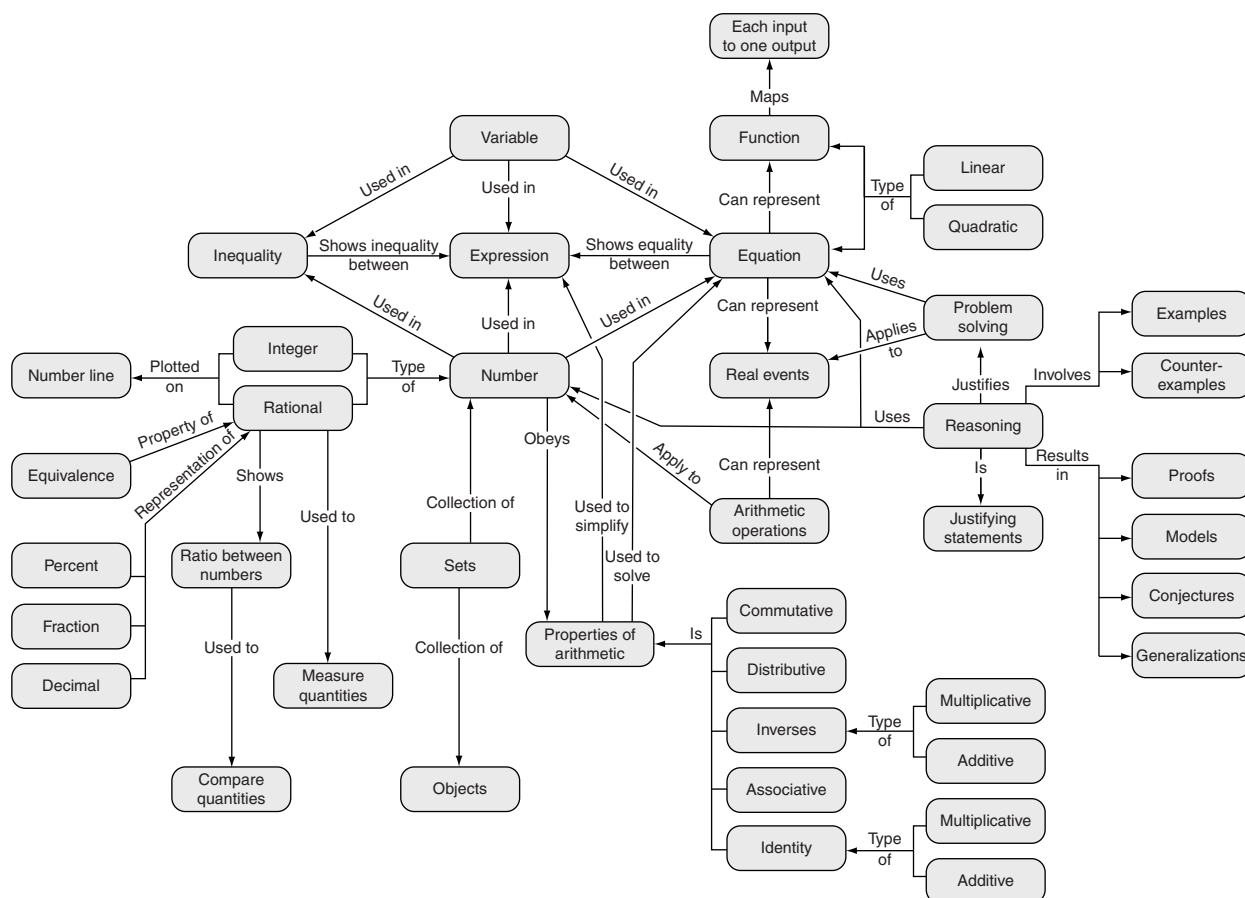 Each input
to one output
Maps
Variable
Function
Linear
Used in
Used in
Used in
Can represent
Type
of
Quadratic
Inequality
Shows inequality
between
Expression
Shows equality
between
Equation
Uses
Used in
Used in
Used in
Can represent
Problem
solving
Examples
Integer
Applies
to
Number line
Plotted
on
Type
of
Number
Real events
Justifies
Involves
Counter-
examples
Rational
Property of
Obeys
Uses
Reasoning
Equivalence
Representation of
Shows
Apply to
Can represent
Is
Results
in
Proofs
Collection of
Used to
Used to
simplify
Arithmetic
operations
Justifying
statements
Models
Percent
Ratio between
numbers
Sets
Used to
solve
Conjectures
Fraction
Used to
Collection of
Properties of
arithmetic
Is
Commutative
Generalizations
Decimal
Measure
quantities
Distributive
Multiplicative
Inverses
Type
of
Additive
Compare
quantities
Objects
Associative
Multiplicative
Identity
Type
of
Additive